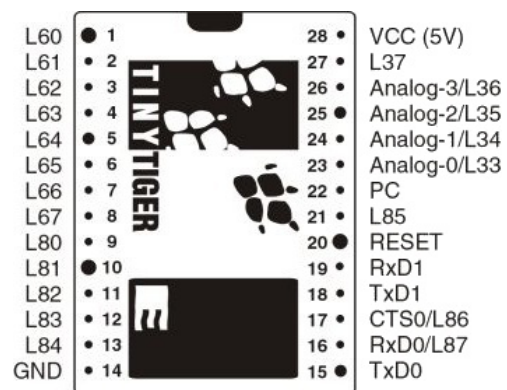 L60 1 28 VCC (5V)
L61 2 27 L37
L62 3 26 Analog-3/L36
L63 4 25 Analog-2/L35
L64 5 24 Analog-1/L34
L65 6 23 Analog-0/L33
L66 7 22 PC
L67 8 21 L85
L80 9 20 RESET
L81 10 19 RxD1
L82 11 18 TxD1
L83 12 17 CTS0/L86
L84 13 16 RxD0/L87
GND 14 15 TxD0
TINY TIGER